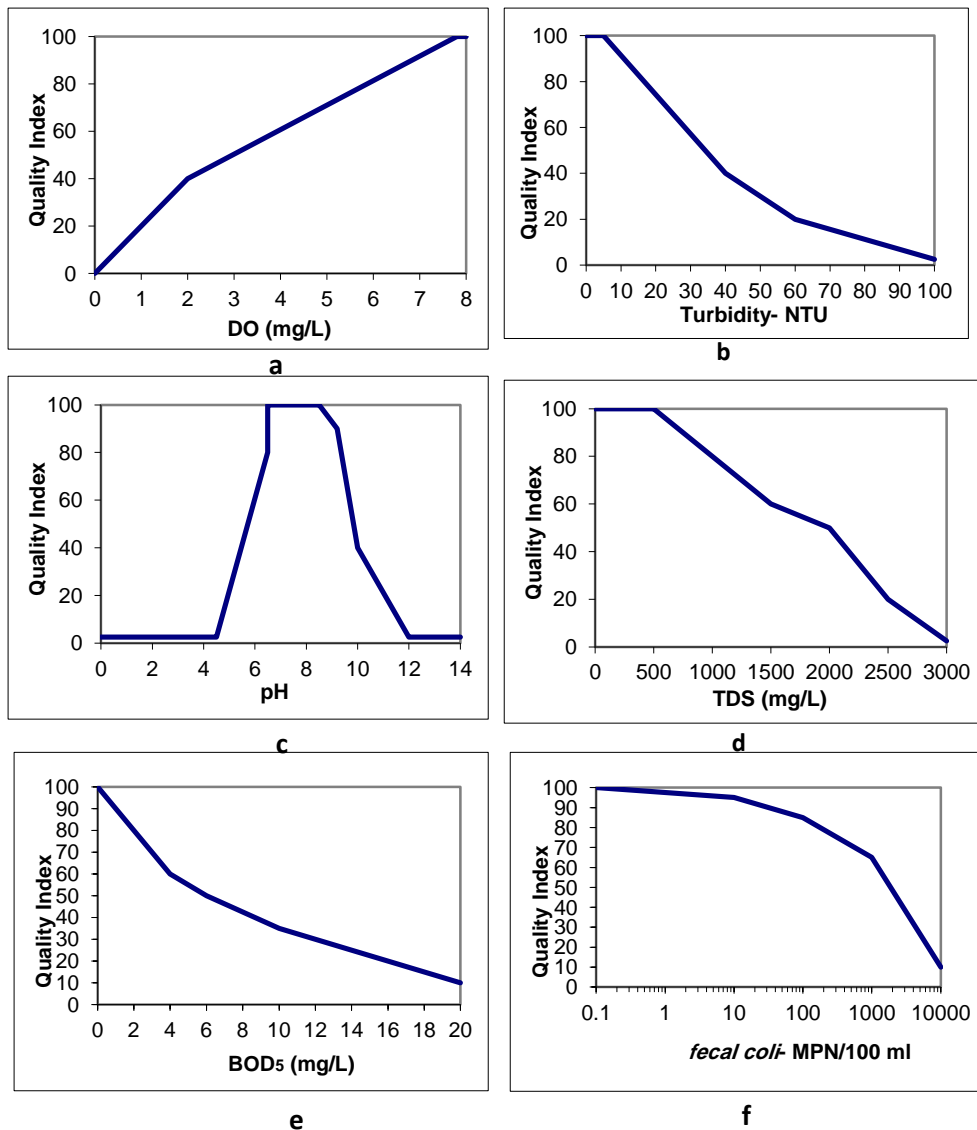 Quality Index
100
80
60
40
20
0
0 1 2 3 4 5 6 7 8
DO (mg/L)
a
Quality Index
100
80
60
40
20
0
0 10 20 30 40 50 60 70 80 90 100
Turbidity- NTU
b
Quality Index
100
80
60
40
20
0
0 2 4 6 8 10 12 14
pH
c
Quality Index
100
80
60
40
20
0
0 500 1000 1500 2000 2500 3000
TDS (mg/L)
d
Quality Index
100
90
80
70
60
50
40
30
20
10
0
0 2 4 6 8 10 12 14 16 18 20
BOD5 (mg/L)
e
Quality Index
100
90
80
70
60
50
40
30
20
10
0
0.1 1 10 100 1000 10000
fecal coli- MPN/100 ml
f